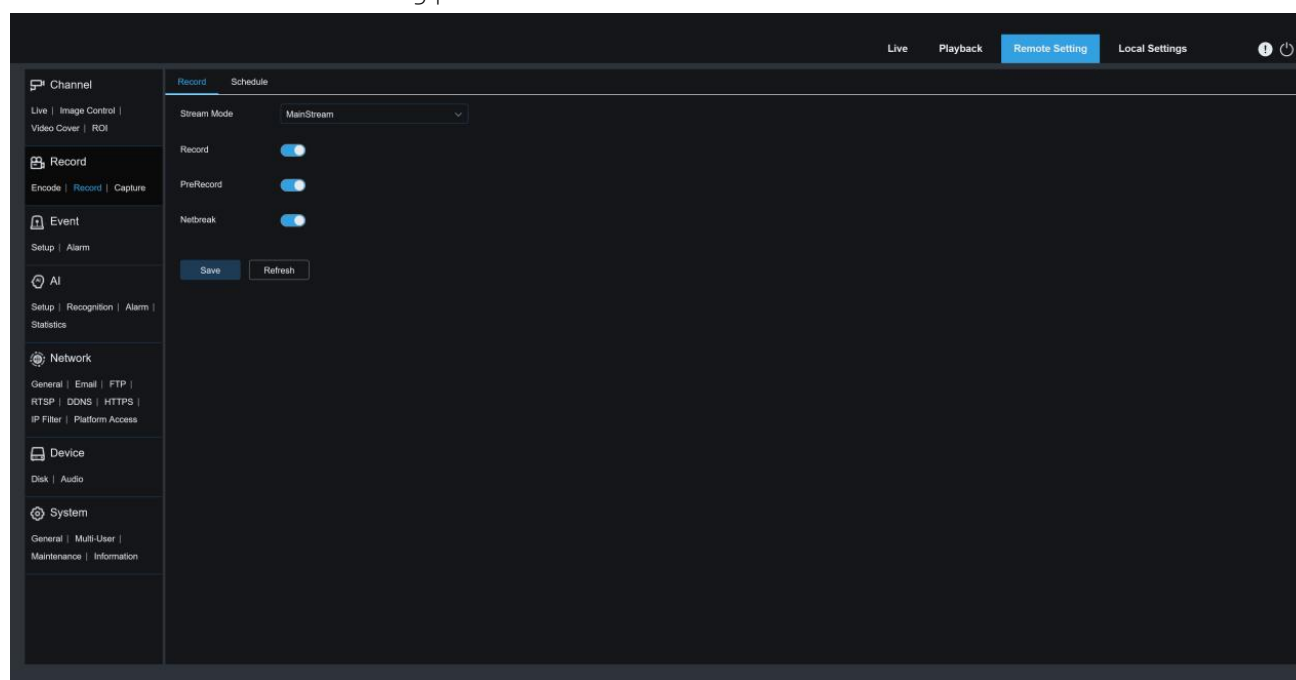 Live Playback Remote Setting Local Settings
Channel
Live | Image Control |
Video Cover | ROI
Record
Encode | Record | Capture
Event
Setup | Alarm
AI
Setup | Recognition | Alarm |
Statistics
Network
General | Email | FTP |
RTSP | DDNS | HTTPS |
IP Filter | Platform Access
Device
Disk | Audio
System
General | Multi-User |
Maintenance | Information
Record Schedule
Stream Mode MainStream
Record
PreRecord
Netbreak
Save Refresh